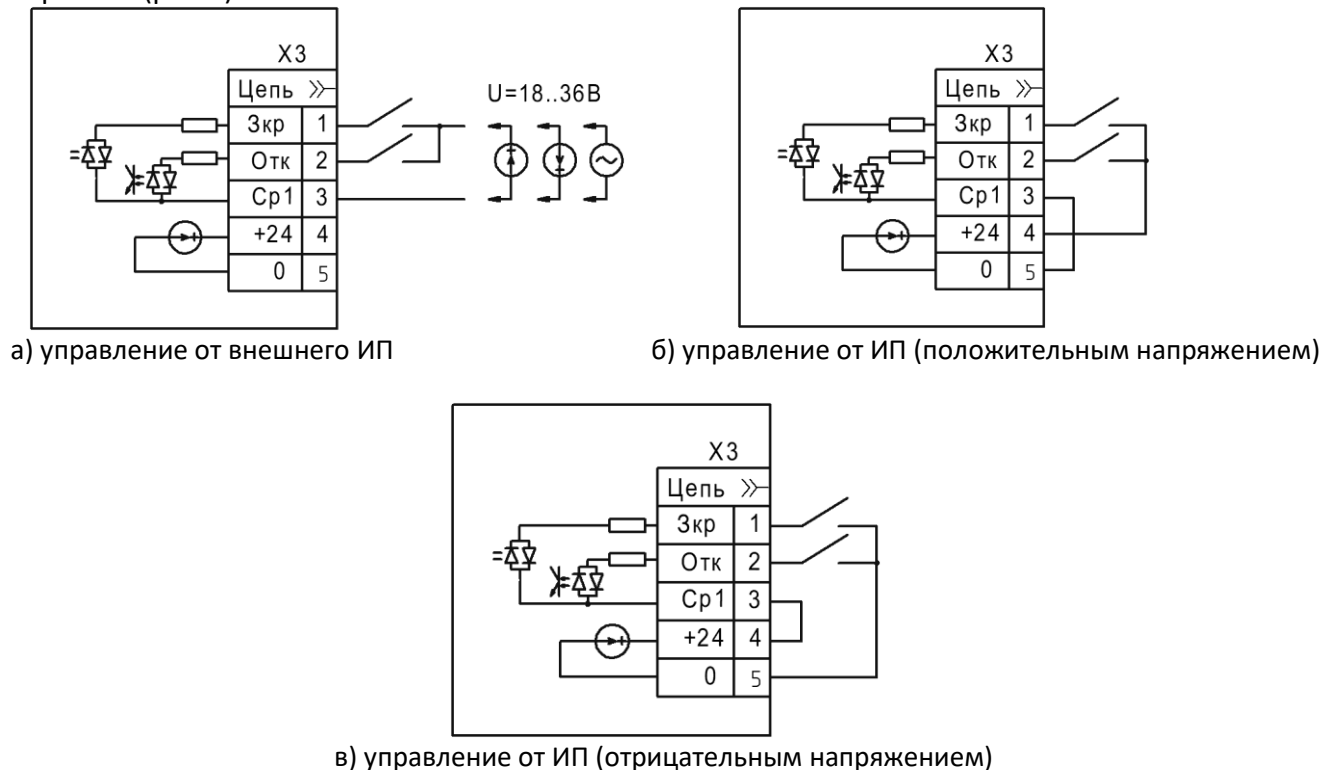 X3
Цепь
Зкр 1
Отк 2
Ср1 3
+24 4
0 5
U=18..36В
а) управление от внешнего ИП
X3
Цепь
Зкр 1
Отк 2
Ср1 3
+24 4
0 5
б) управление от ИП (положительным напряжением)
X3
Цепь
Зкр 1
Отк 2
Ср1 3
+24 4
0 5
в) управление от ИП (отрицательным напряжением)